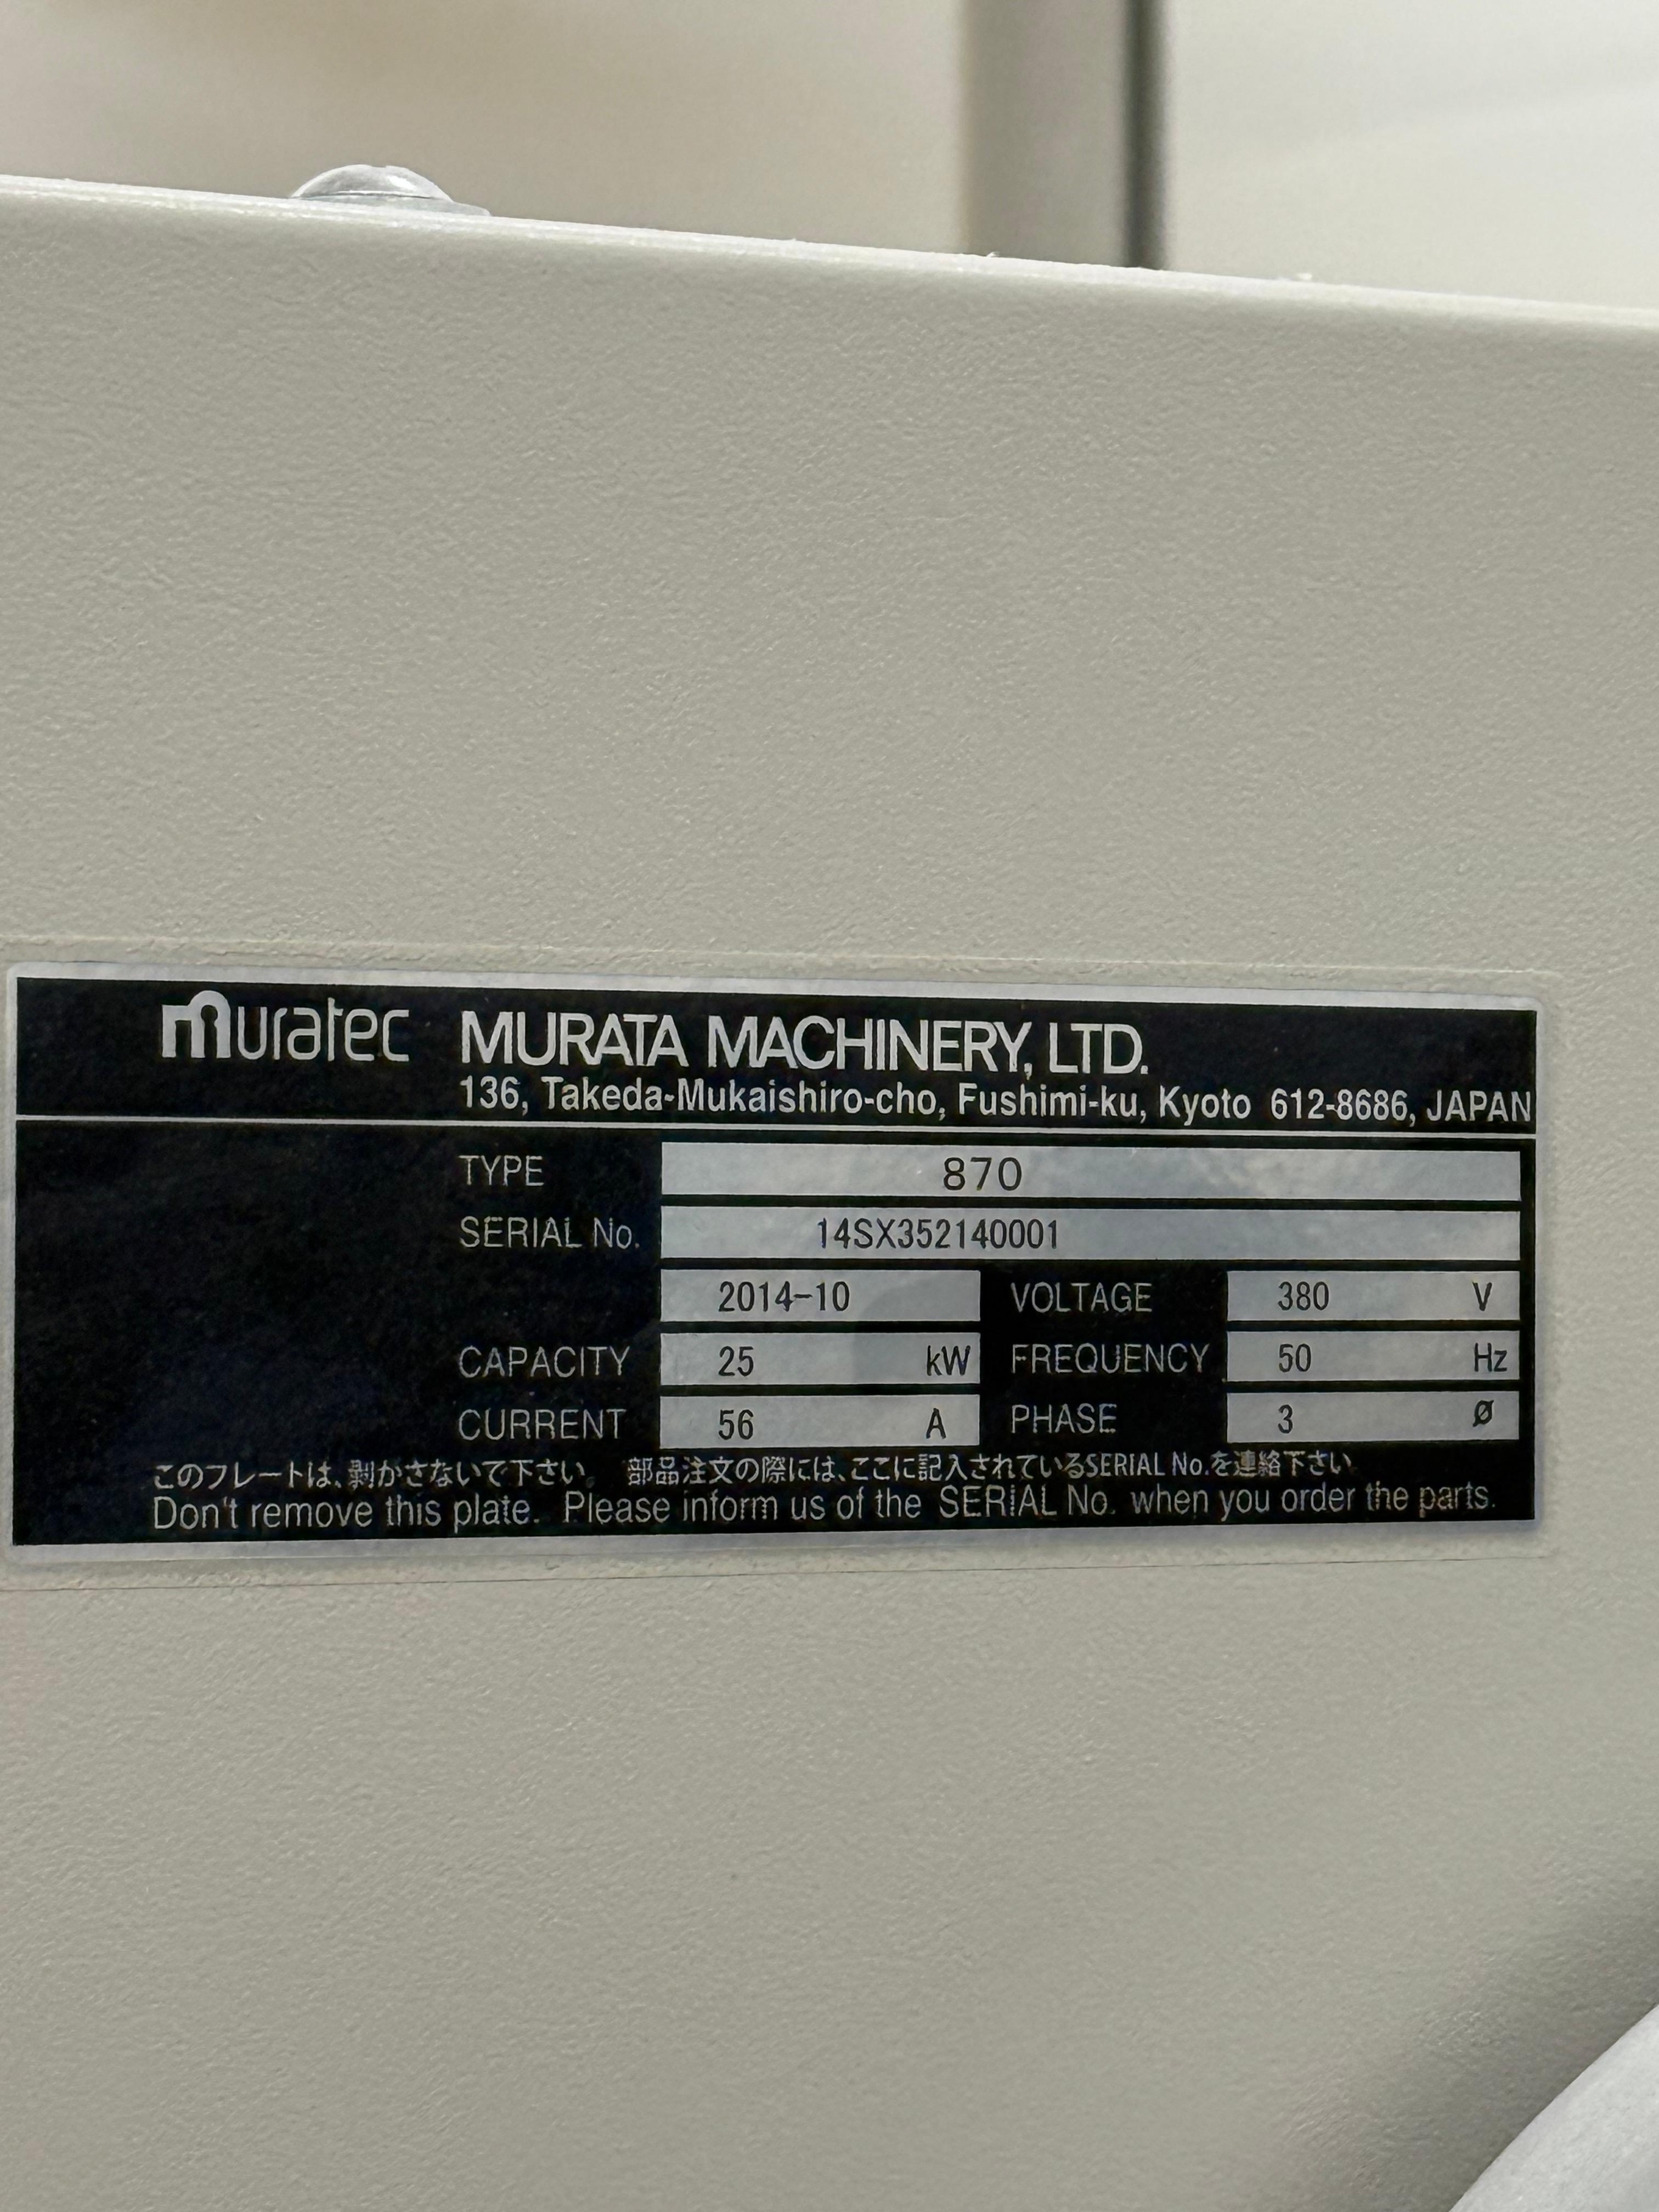 muratec MURATA MACHINERY, LTD.
136, Takeda-Mukaishiro-cho, Fushimi-ku, Kyoto 612-8686, JAPAN
TYPE 870
SERIAL No. 14SX352140001
2014-10 VOLTAGE 380 V
CAPACITY 25 kW FREQUENCY 50 Hz
CURRENT 56 A PHASE 3 Ø
このプレートは、剥がさないで下さい。 部品注文の際には、ここに記入されているSERIAL No.を連絡下さい
Don't remove this plate. Please inform us of the SERIAL No. when you order the parts.